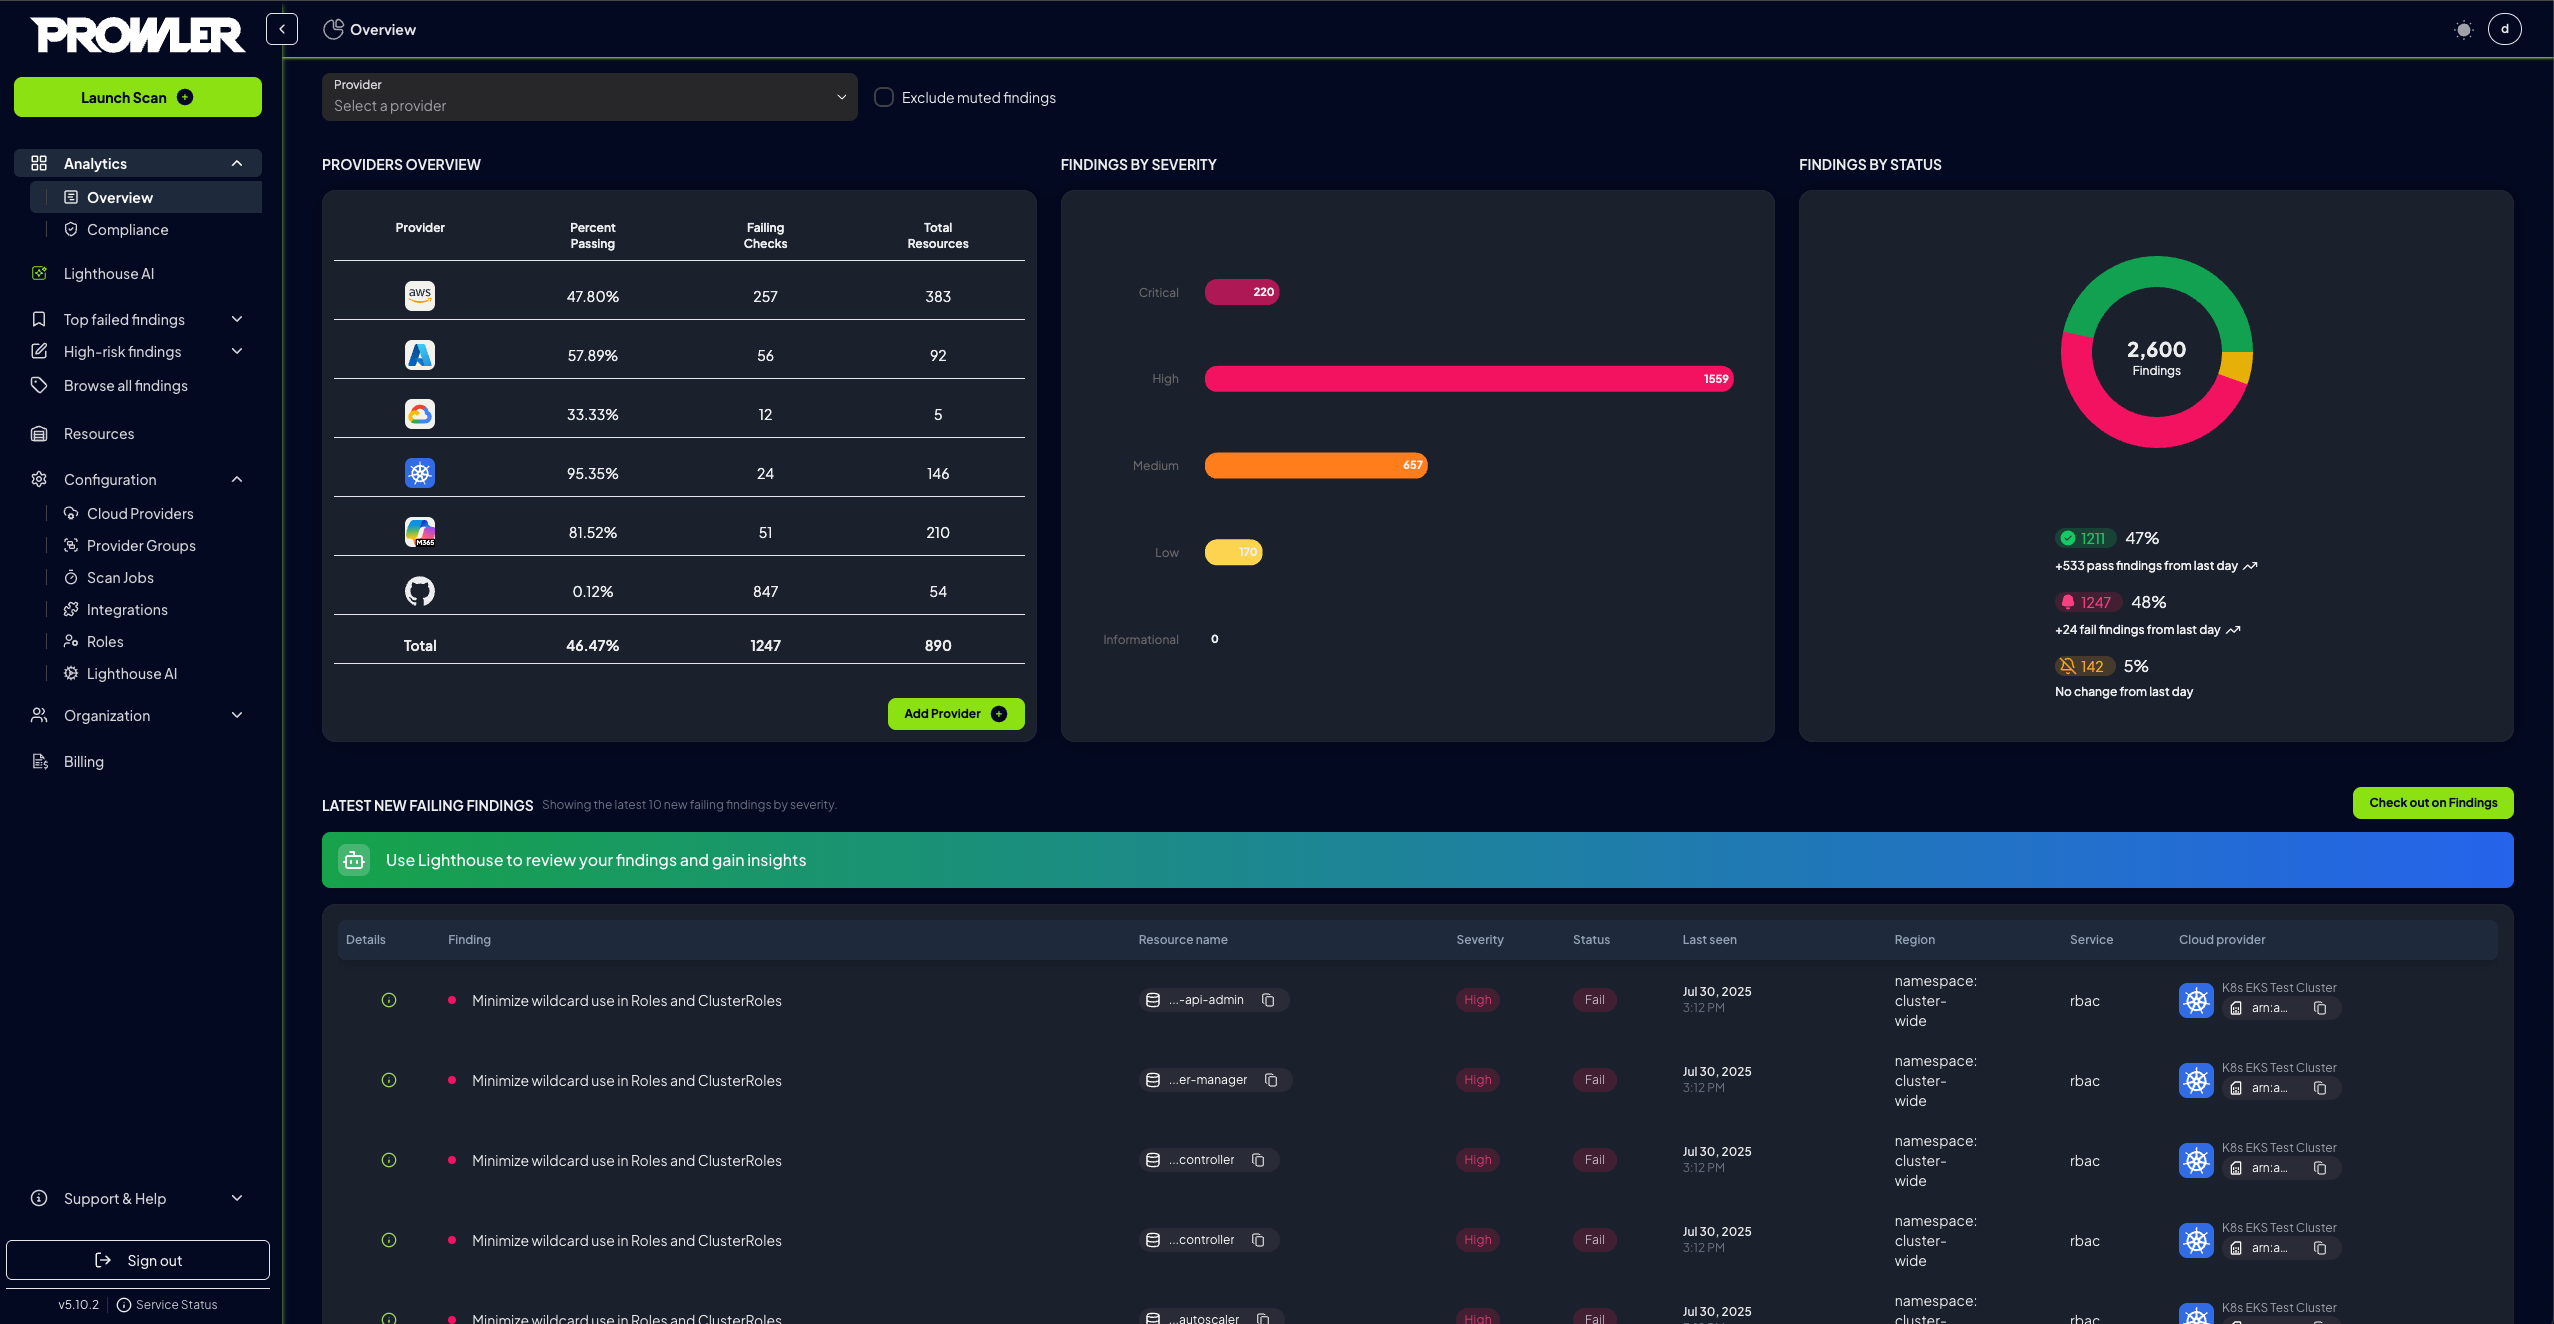 PROWLER
Launch Scan
Analytics
Overview
Compliance
Lighthouse AI
Top failed findings
High-risk findings
Browse all findings
Resources
Configuration
Cloud Providers
Provider Groups
Scan Jobs
Integrations
Roles
Lighthouse AI
Organization
Billing
Support & Help
Sign out
v5.10.2 Service Status
Overview
d
Provider
Select a provider
Exclude muted findings
PROVIDERS OVERVIEW
Provider Percent Passing Failing Checks Total Resources
aws 47.80% 257 383
57.89% 56 92
33.33% 12 5
95.35% 24 146
M365 81.52% 51 210
0.12% 847 54
Total 46.47% 1247 890
Add Provider
FINDINGS BY SEVERITY
Critical 220
High 1559
Medium 657
Low 170
Informational 0
FINDINGS BY STATUS
2,600
Findings
1211 47%
+533 pass findings from last day
1247 48%
+24 fail findings from last day
142 5%
No change from last day
LATEST NEW FAILING FINDINGS Showing the latest 10 new failing findings by severity.
Check out on Findings
Use Lighthouse to review your findings and gain insights
Details Finding Resource name Severity Status Last seen Region Service Cloud provider
Minimize wildcard use in Roles and ClusterRoles ...-api-admin High Fail Jul 30, 2025 3:12 PM namespace: cluster-wide rbac K8s EKS Test Cluster arn:a...
Minimize wildcard use in Roles and ClusterRoles ...er-manager High Fail Jul 30, 2025 3:12 PM namespace: cluster-wide rbac K8s EKS Test Cluster arn:a...
Minimize wildcard use in Roles and ClusterRoles ...controller High Fail Jul 30, 2025 3:12 PM namespace: cluster-wide rbac K8s EKS Test Cluster arn:a...
Minimize wildcard use in Roles and ClusterRoles ...controller High Fail Jul 30, 2025 3:12 PM namespace: cluster-wide rbac K8s EKS Test Cluster arn:a...
Minimize wildcard use in Roles and ClusterRoles ...autoscaler High Fail Jul 30, 2025 namespace: cluster- rbac K8s EKS Test Cluster arn:a...